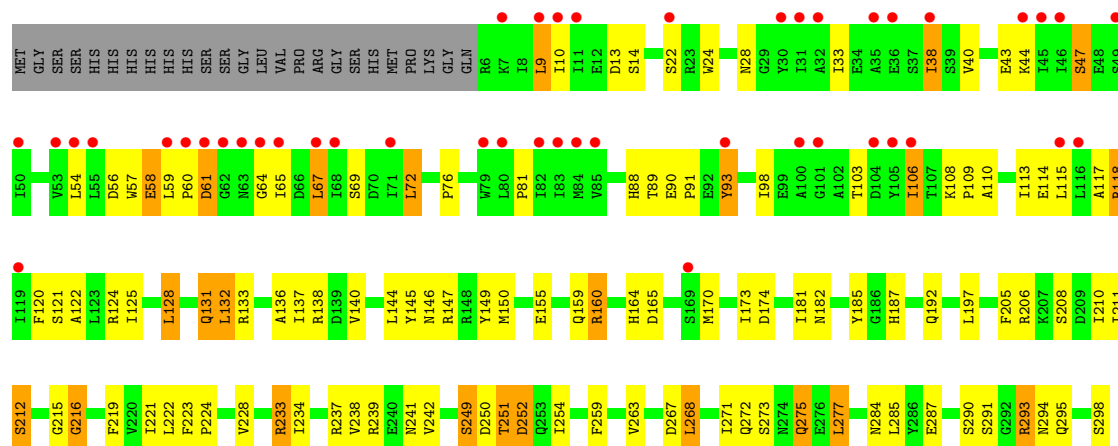 MET GLY SER SER HIS HIS HIS HIS HIS HIS SER SER GLY LEU VAL PRO ARG GLY SER HIS MET PRO LYS GLY GLN R6 K7 I8 L9 I10 I11 E12 D13 S14 S22 R23 W24 N28 G29 Y30 I31 A32 I33 E34 A35 E36 S37 I38 S39 V40 E43 K44 I45 I46 S47 E48 S49
I50 V53 L54 L55 D56 W57 E58 L59 P60 D61 G62 N63 G64 I65 D66 L67 I68 S69 D70 I71 L72 P76 W79 L80 P81 I82 I83 M84 V85 H88 T89 E90 P91 E92 Y93 I98 E99 A100 G101 A102 T103 D104 Y105 I106 T107 K108 P109 A110 I113 E114 L115 L116 A117 R118
I119 F120 S121 A122 L123 R124 I125 L128 Q131 L132 R133 A136 I137 R138 D139 V140 L144 Y145 N146 R147 R148 Y149 M150 E155 Q159 R160 H164 D165 S169 M170 I173 D174 I181 N182 Y185 G186 H187 Q192 L197 F205 R206 K207 S208 D209 I210 I211
S212 G215 G216 F219 V220 I221 L222 F223 P224 V228 R233 I234 R237 V238 R239 E240 N241 V242 S249 D250 T251 D252 Q253 I254 F259 V263 D267 L268 I271 Q272 S273 N274 Q275 E276 L277 N284 L285 Y286 E287 S290 S291 G292 R293 N294 Q295 S298